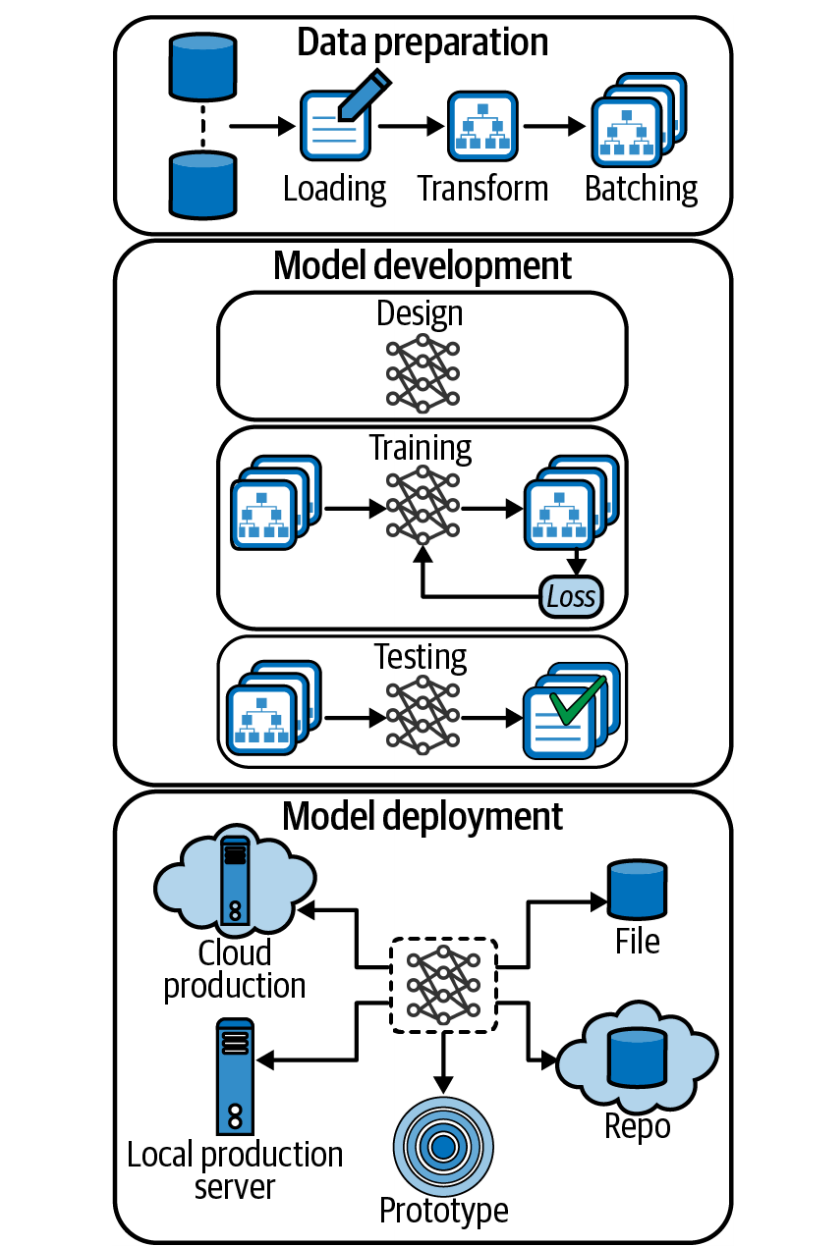 Data preparation
Loading
Transform
Batching
Model development
Design
Training
Loss
Testing
Model deployment
Cloud
production
File
Local production
server
Prototype
Repo